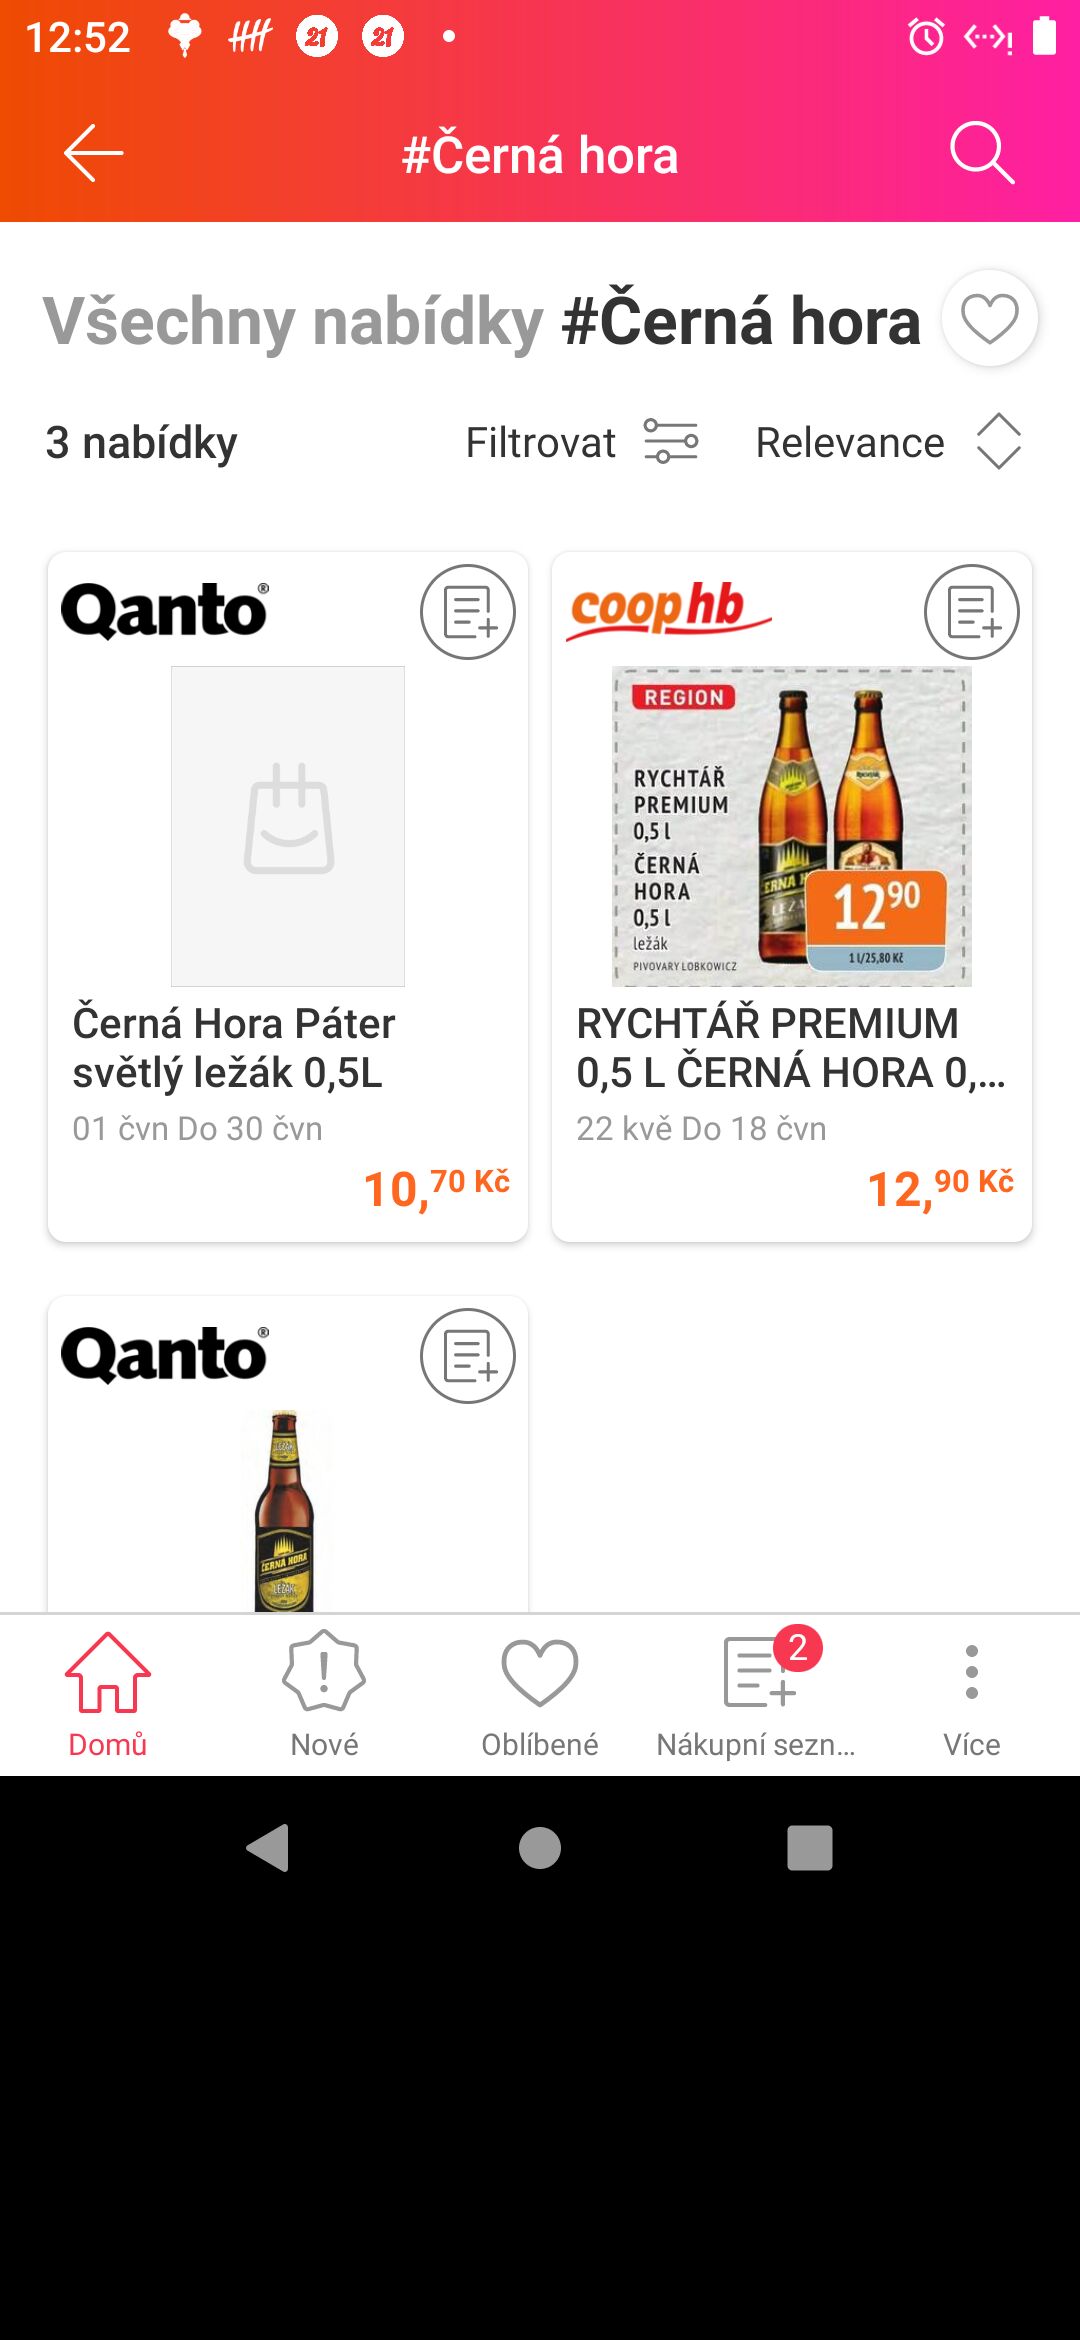 12:52
#Černá hora
Všechny nabídky #Černá hora
3 nabídky
Filtrovat
Relevance
Qanto®
coop hb
REGION
RYCHTÁŘ
PREMIUM
0,5 l
ČERNÁ
HORA
0,5 l
ležák
PIVOVARY LOBKOWICZ
12 90
1 l/25,80 Kč
Černá Hora Páter
světlý ležák 0,5L
01 čvn Do 30 čvn
10,70 Kč
RYCHTÁŘ PREMIUM
0,5 L ČERNÁ HORA 0,...
22 kvě Do 18 čvn
12,90 Kč
Qanto®
ČERNÁ HORA
LEŽÁK
Domů
Nové
Oblíbené
2
Nákupní sezn...
Více